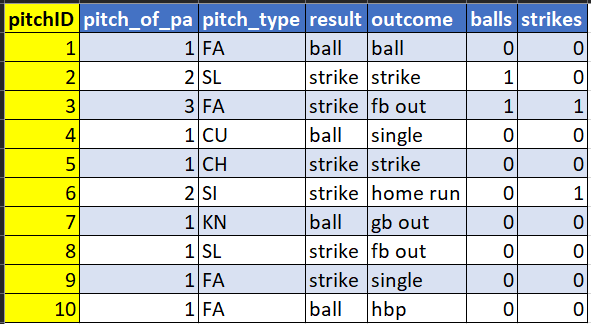 pitchID pitch_of_pa pitch_type result outcome balls strikes
1 1 FA ball ball 0 0
2 2 SL strike strike 1 0
3 3 FA strike fb out 1 1
4 1 CU ball single 0 0
5 1 CH strike strike 0 0
6 2 SI strike home run 0 1
7 1 KN ball gb out 0 0
8 1 SL strike fb out 0 0
9 1 FA strike single 0 0
10 1 FA ball hbp 0 0